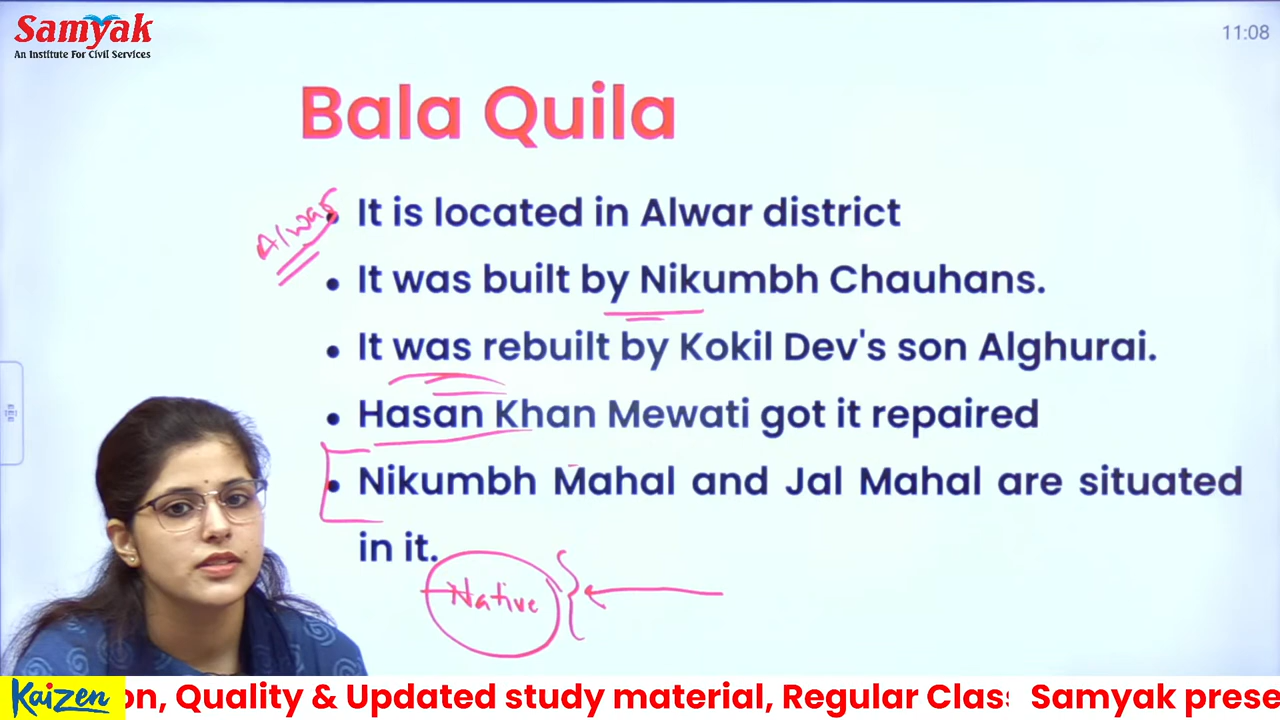 Samyak
An Institute For Civil Services
11:08
Bala Quila
Alwar
• It is located in Alwar district
• It was built by Nikumbh Chauhans.
• It was rebuilt by Kokil Dev's son Alghurai.
• Hasan Khan Mewati got it repaired
• Nikumbh Mahal and Jal Mahal are situated
in it.
Native
Kaizen
on, Quality & Updated study material, Regular Clas Samyak prese